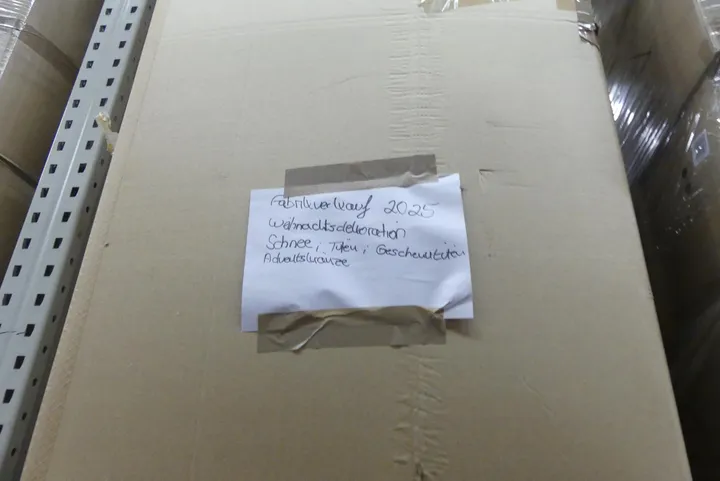 Fabrikverkauf 2025
Weihnachtsdekoration
Schnee, Tüten, Geschenktüten
Adventskränze